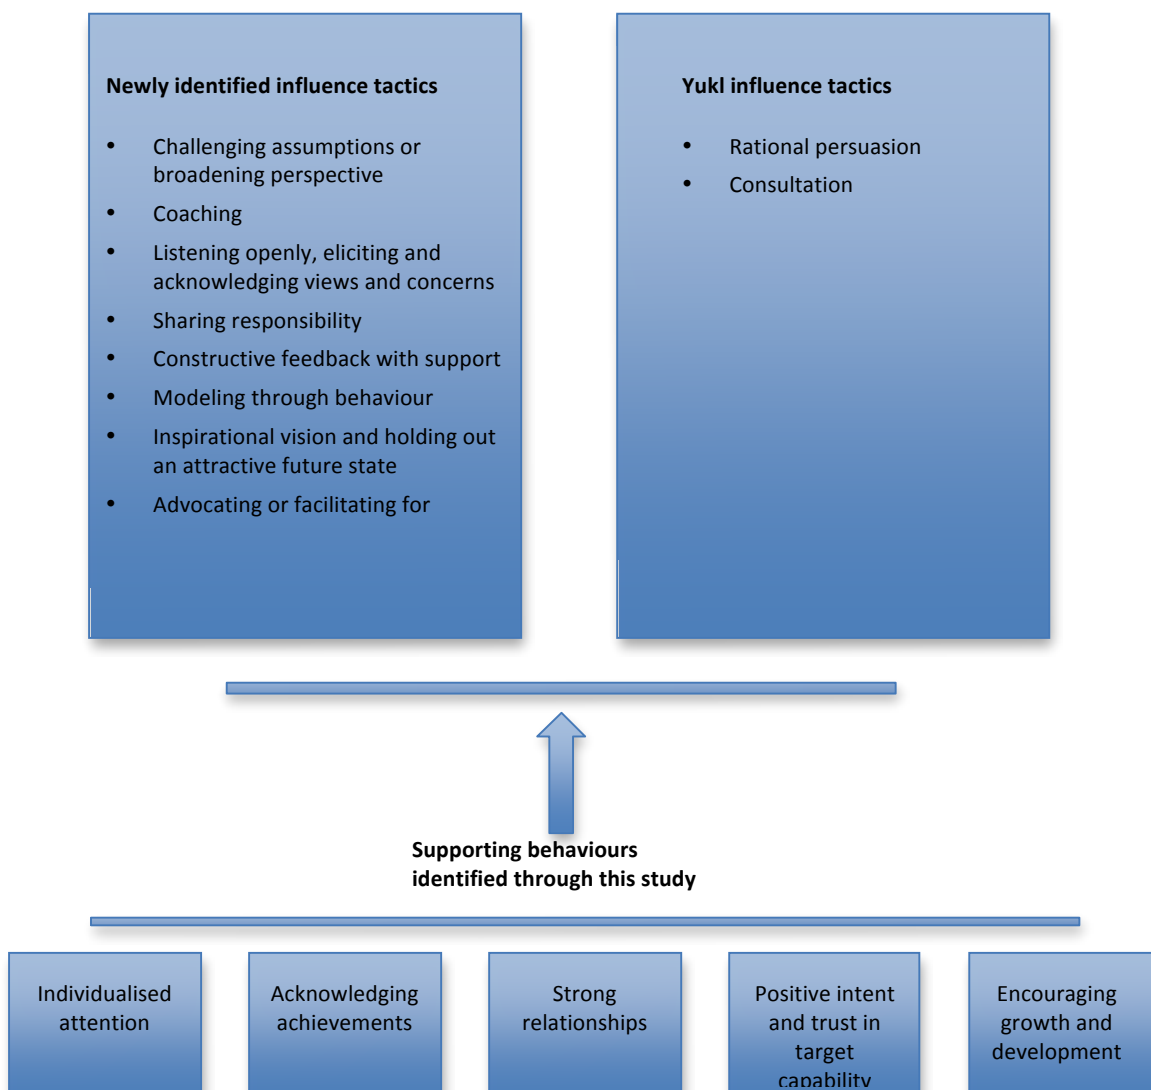 Newly identified influence tactics
• Challenging assumptions or
broadening perspective
• Coaching
• Listening openly, eliciting and
acknowledging views and concerns
• Sharing responsibility
• Constructive feedback with support
• Modeling through behaviour
• Inspirational vision and holding out
an attractive future state
• Advocating or facilitating for
Yukl influence tactics
• Rational persuasion
• Consultation
Supporting behaviours
identified through this study
Individualised
attention
Acknowledging
achievements
Strong
relationships
Positive intent
and trust in
target
capability
Encouraging
growth and
development